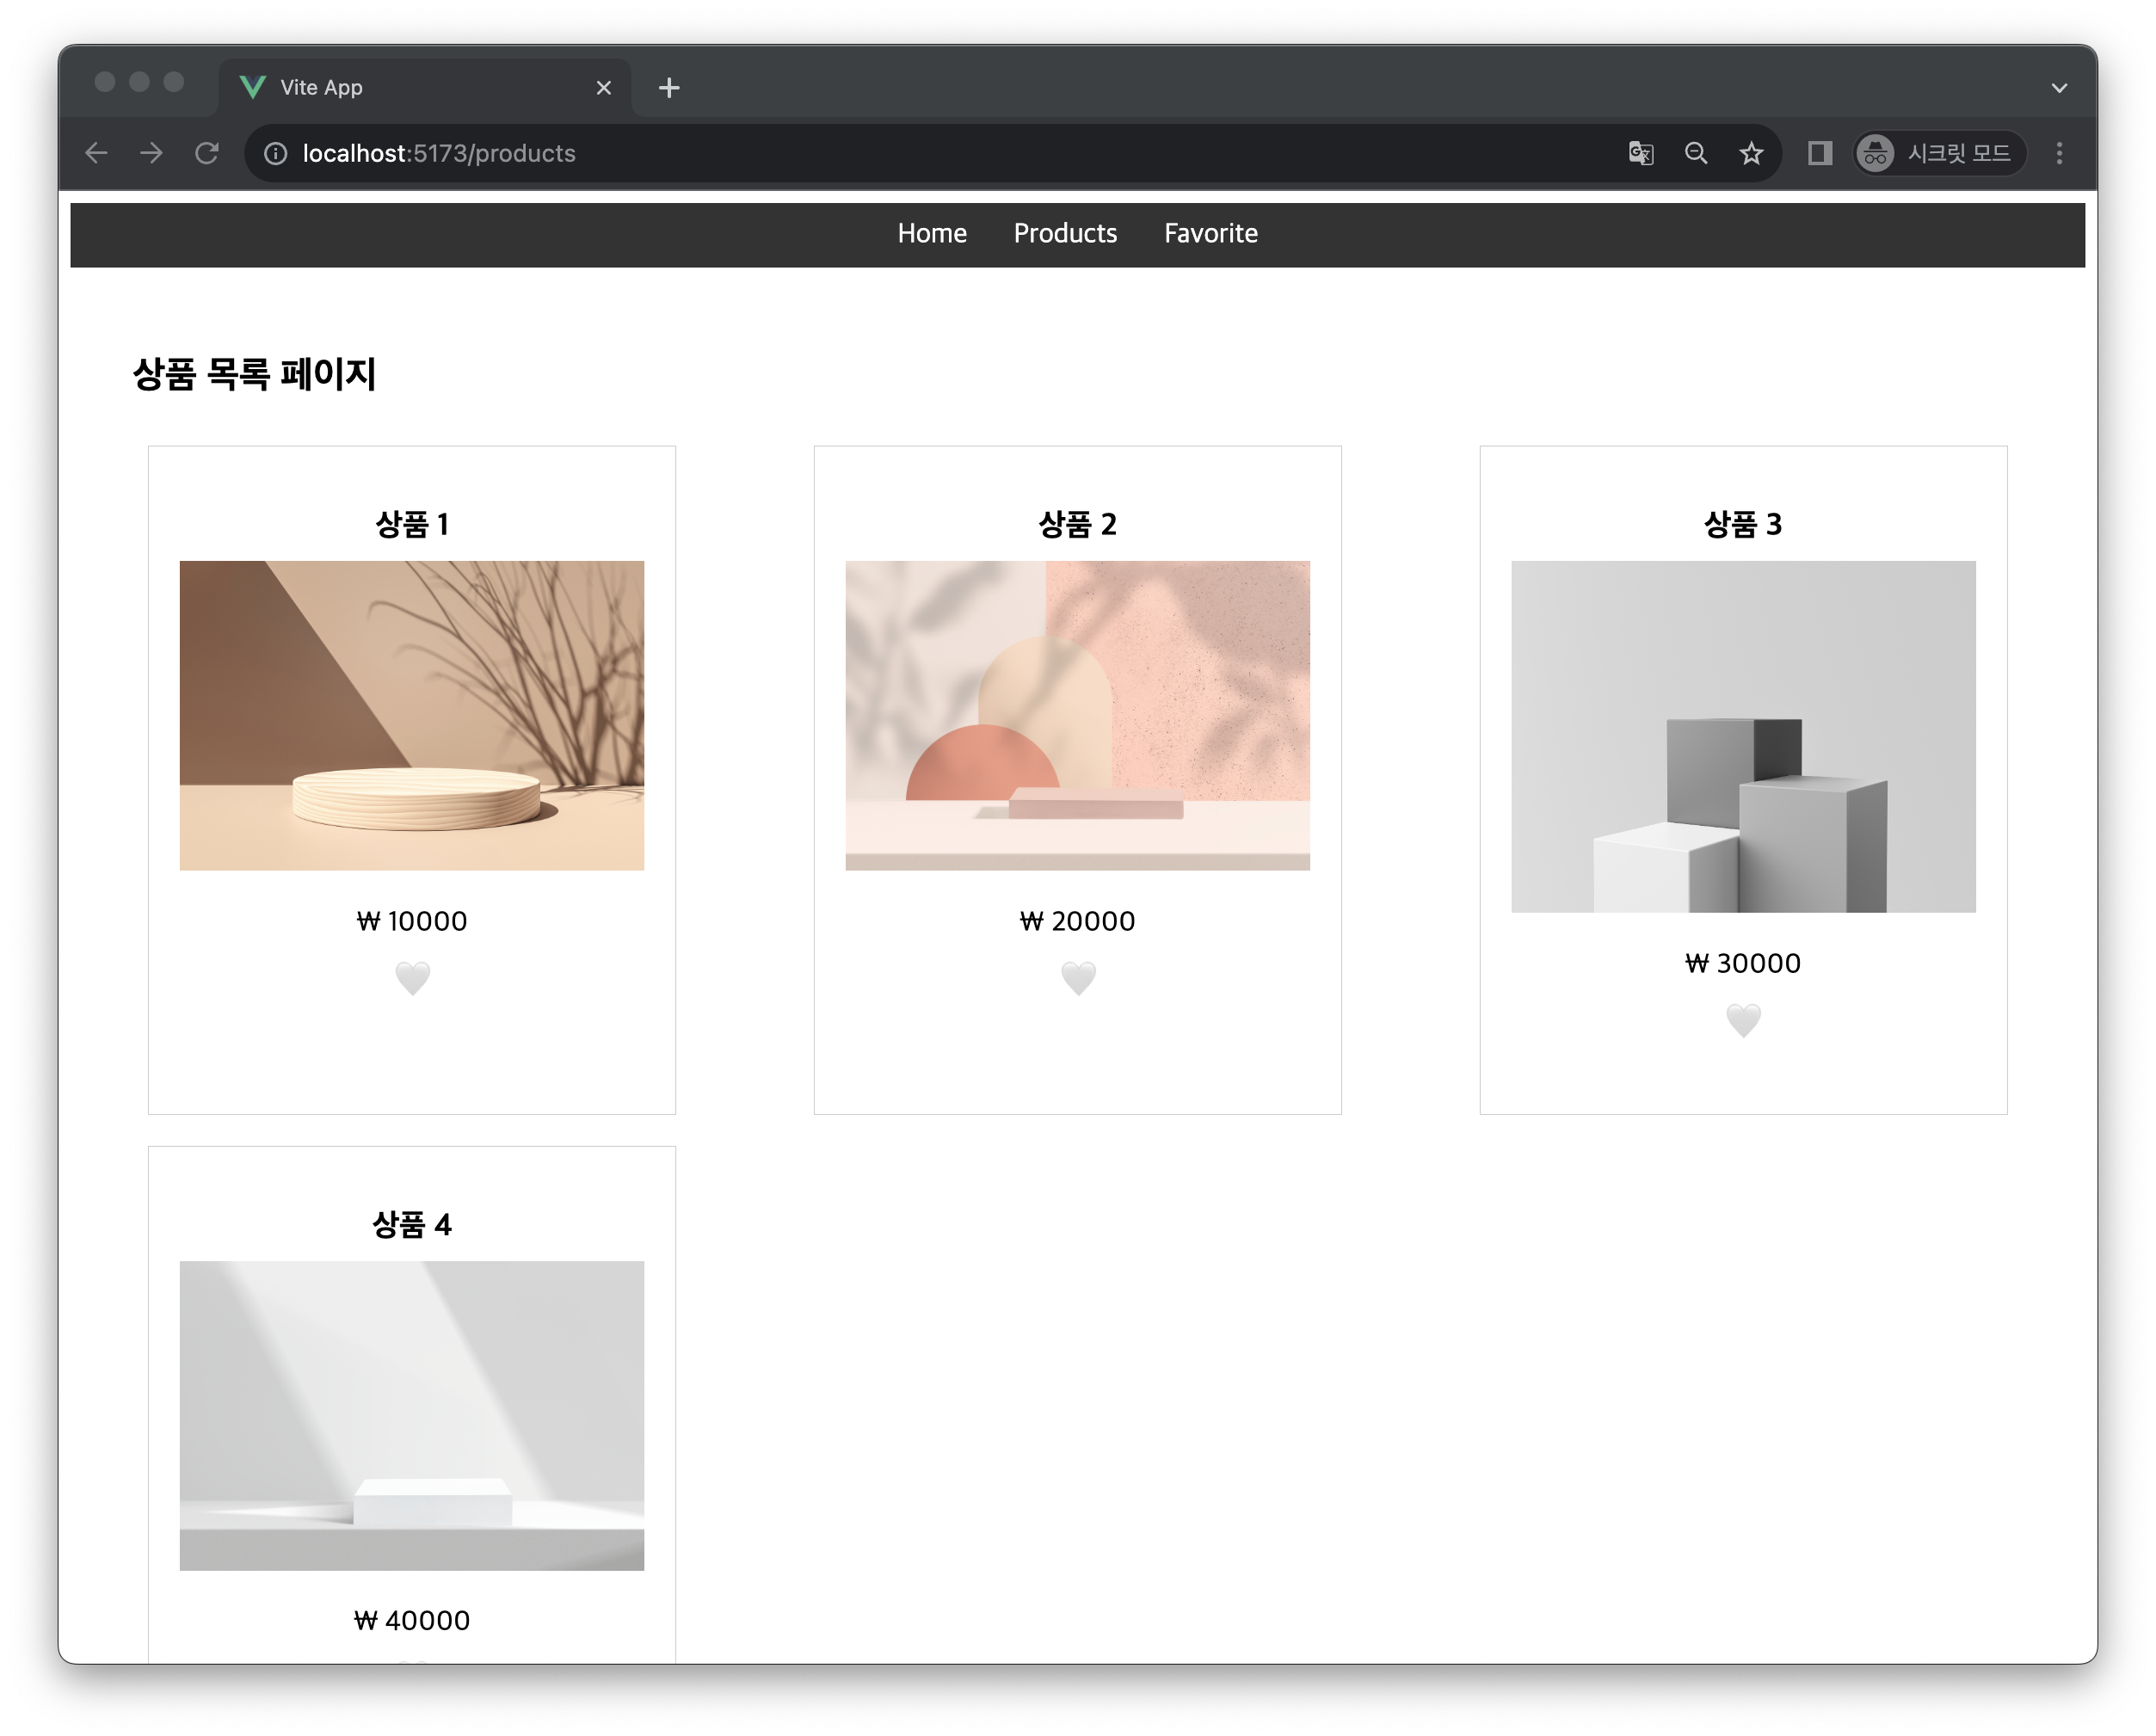 Vite App
localhost:5173/products
시크릿 모드
Home Products Favorite
상품 목록 페이지
상품 1
₩ 10000
상품 2
₩ 20000
상품 3
₩ 30000
상품 4
₩ 40000